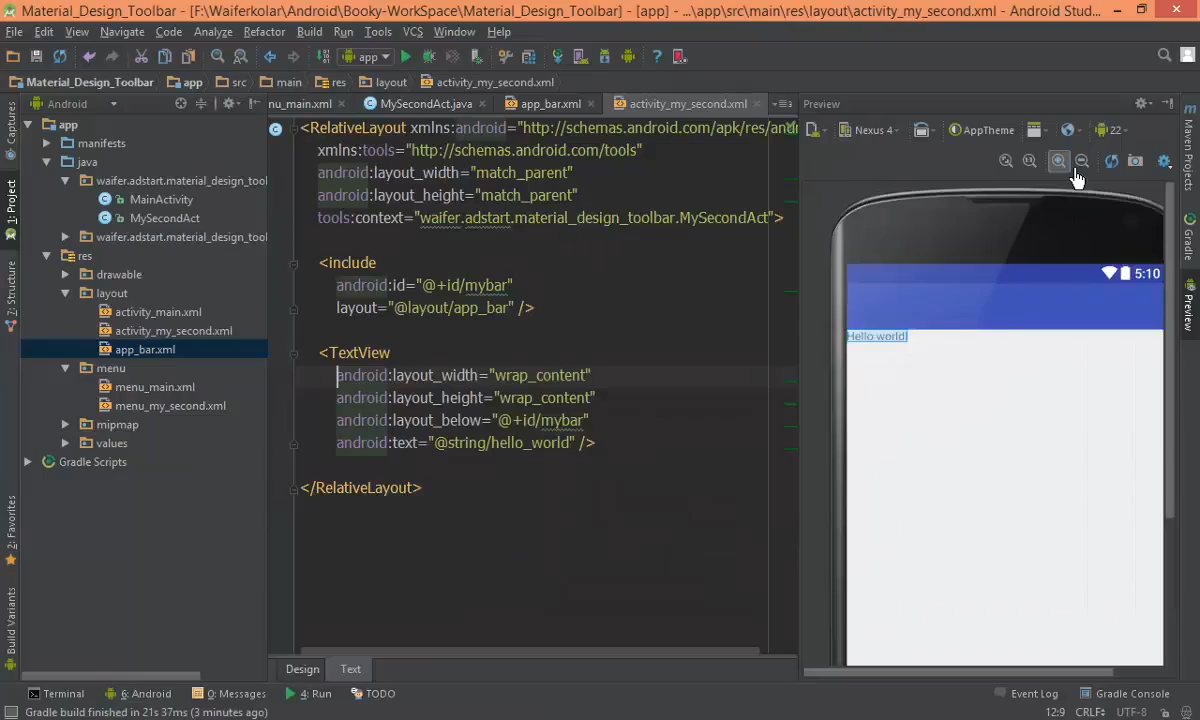 Material_Design_Toolbar - [F:\Waiferkolar\Android\Booky-WorkSpace\Material_Design_Toolbar] - [app] - ...\app\src\main\res\layout\activity_my_second.xml - Android Stud...
File Edit View Navigate Code Analyze Refactor Build Run Tools VCS Window Help
app
Material_Design_Toolbar app src main res layout activity_my_second.xml
Android nu_main.xml MySecondAct.java app_bar.xml activity_my_second.xml Preview
Nexus 4 AppTheme 22
Captures
1: Project
Z: Structure
2: Favorites
Build Variants
app
manifests
java
waifer.adstart.material_design_tool
MainActivity
MySecondAct
waifer.adstart.material_design_tool
res
drawable
layout
activity_main.xml
activity_my_second.xml
app_bar.xml
menu
menu_main.xml
menu_my_second.xml
mipmap
values
Gradle Scripts
<RelativeLayout xmlns:android="http://schemas.android.com/apk/res/and
xmlns:tools="http://schemas.android.com/tools"
android:layout_width="match_parent"
android:layout_height="match_parent"
tools:context="waifer.adstart.material_design_toolbar.MySecondAct">
<include
android:id="@+id/mybar"
layout="@layout/app_bar" />
<TextView
android:layout_width="wrap_content"
android:layout_height="wrap_content"
android:layout_below="@+id/mybar"
android:text="@string/hello_world" />
</RelativeLayout>
5:10
Hello world!
Maven Projects
Gradle
Preview
Design Text
Terminal 6: Android 0: Messages 4: Run TODO Event Log Gradle Console
Gradle build finished in 21s 37ms (3 minutes ago) 12:9 CRLF UTF-8